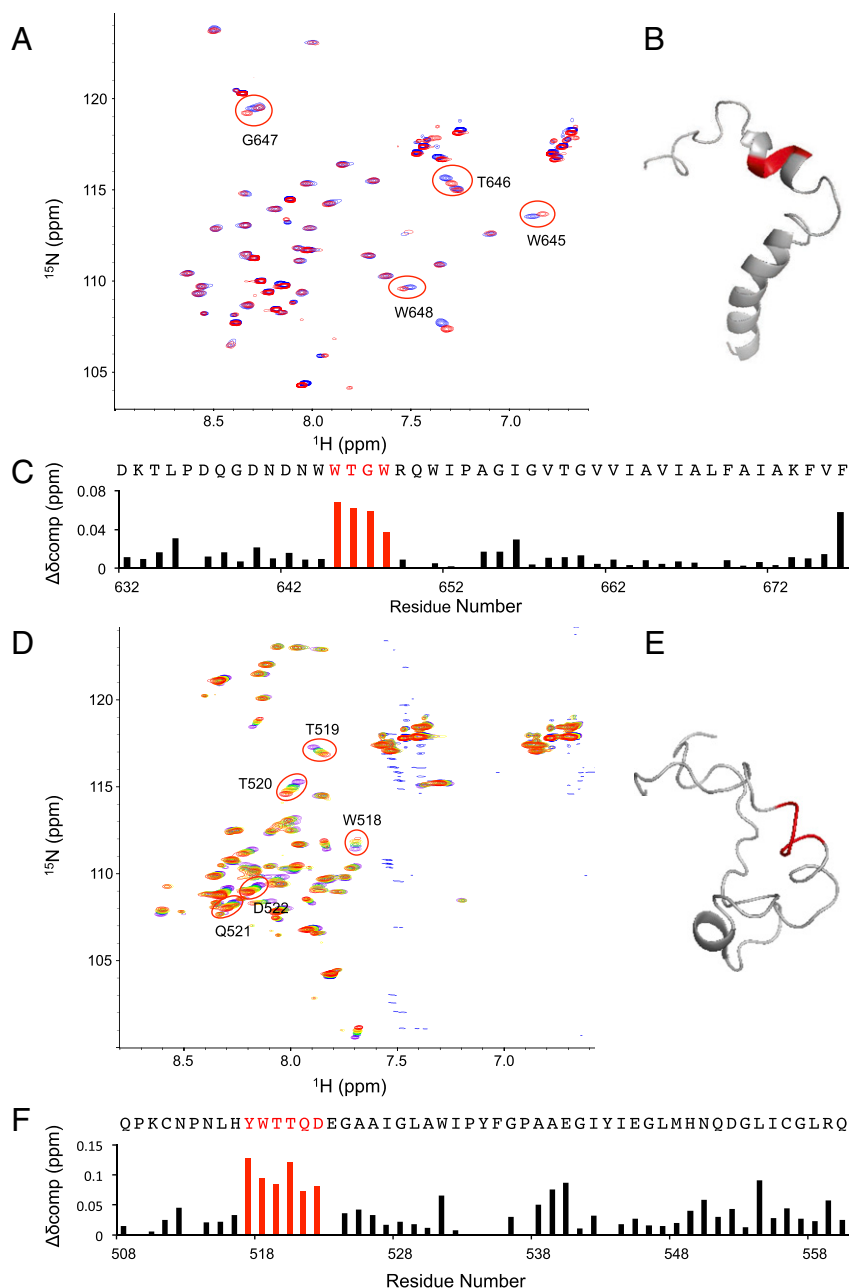 A
B
120
G647
115
T646
W645
110
W648
105
15N (ppm)
8.5 8.0 7.5 7.0
1H (ppm)
C
DKTLPDQGDNDNWWTGWRQWIPAGIGVTGVVIAVIALFAIAKFVF
0.08
0.04
0
Δδcomp (ppm)
632 642 652 662 672
Residue Number
D
E
120
T519
T520
115
W518
110
D522
Q521
105
15N (ppm)
8.5 8.0 7.5 7.0
1H (ppm)
F
QPKCNPNLHYWTTQDEGAAIGLAWIPYFGPAAEGIYIEGLMHNQDGLICGLRQ
0.15
0.1
0.05
0
Δδcomp (ppm)
508 518 528 538 548 558
Residue Number